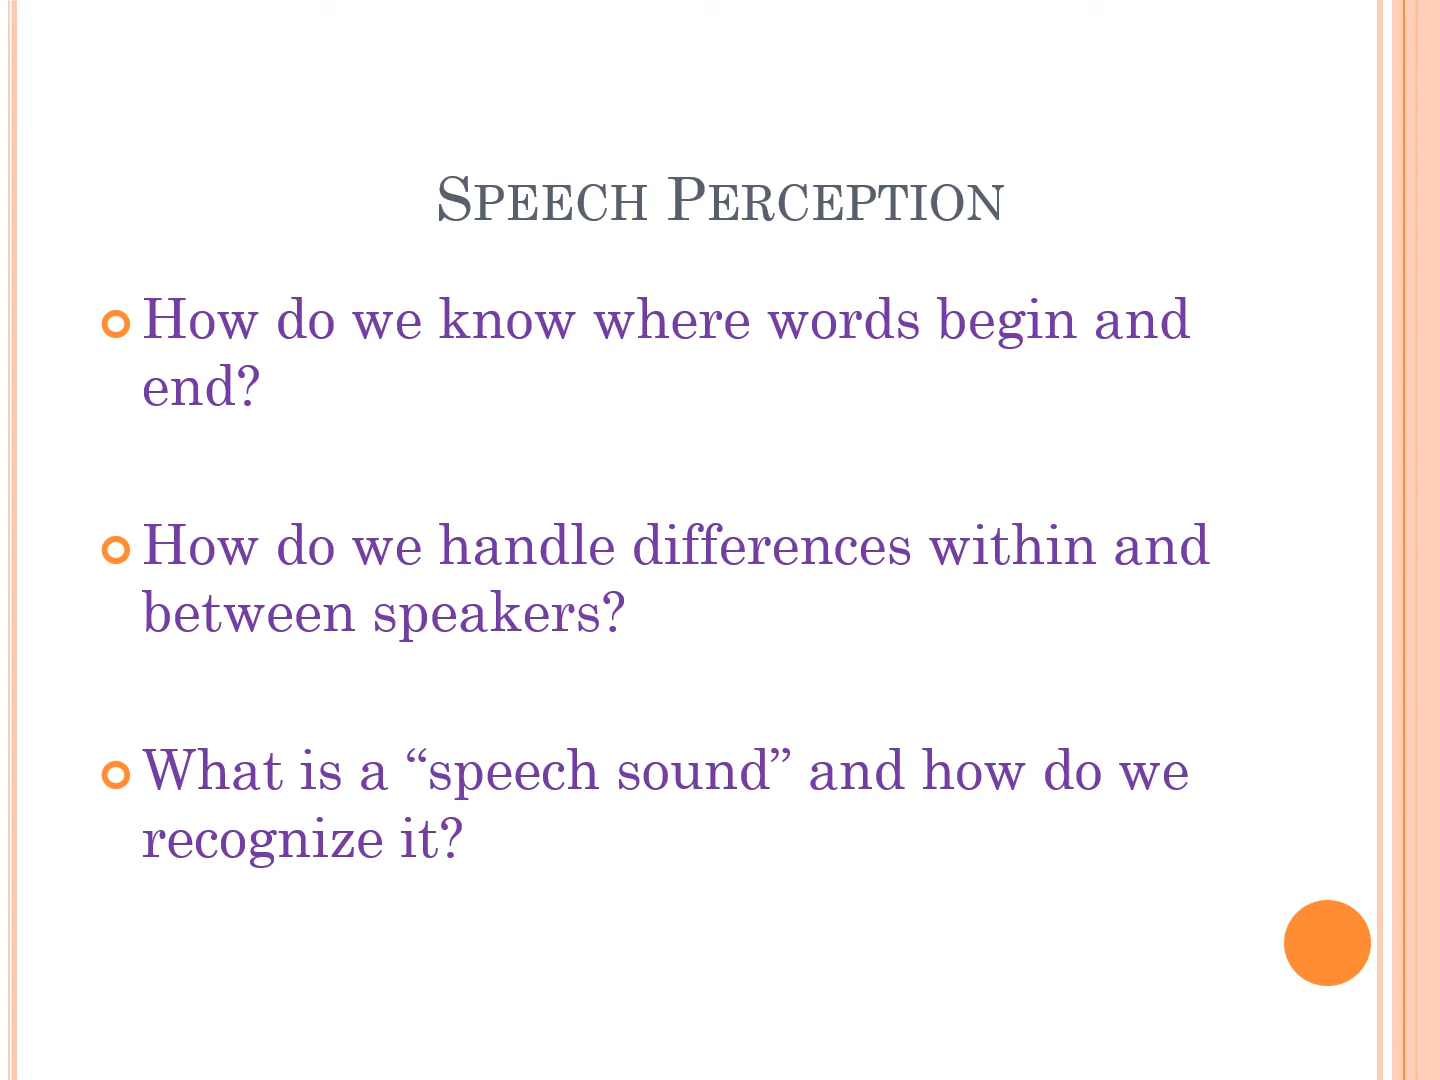 Speech Perception
How do we know where words begin and
end?
How do we handle differences within and
between speakers?
What is a “speech sound” and how do we
recognize it?